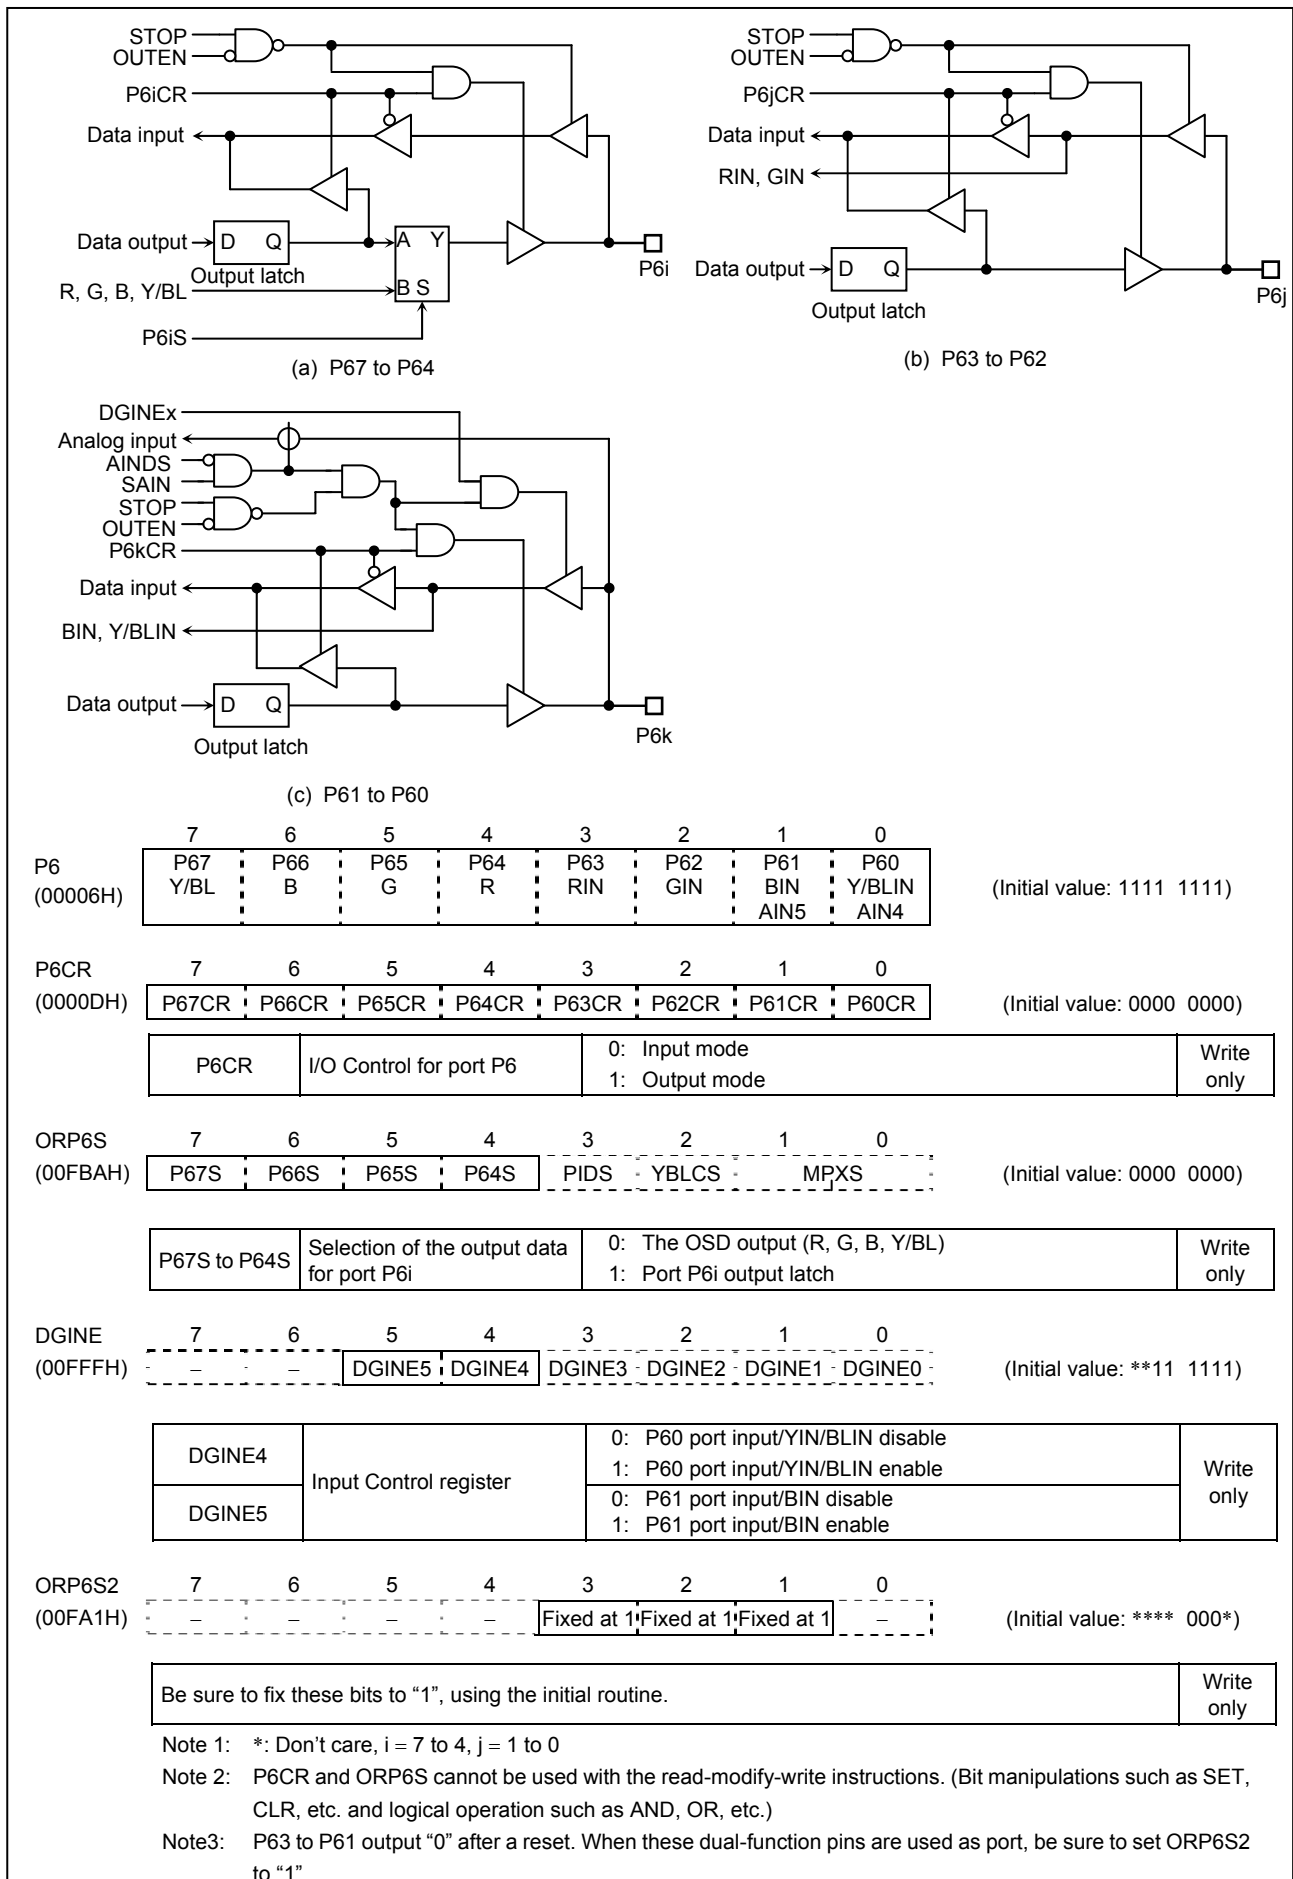 STOP
OUTEN
P6iCR
Data input
Data output
D Q
Output latch
A Y
B S
R, G, B, Y/BL
P6iS
P6i
(a) P67 to P64
STOP
OUTEN
P6jCR
Data input
RIN, GIN
Data output
D Q
Output latch
P6j
(b) P63 to P62
DGINEx
Analog input
AINDS
SAIN
STOP
OUTEN
P6kCR
Data input
BIN, Y/BLIN
Data output
D Q
Output latch
P6k
(c) P61 to P60
7 6 5 4 3 2 1 0
P6
(00006H)
P67 P66 P65 P64 P63 P62 P61 P60
Y/BL B G R RIN GIN BIN Y/BLIN
AIN5 AIN4
(Initial value: 1111 1111)
P6CR 7 6 5 4 3 2 1 0
(0000DH) P67CR P66CR P65CR P64CR P63CR P62CR P61CR P60CR (Initial value: 0000 0000)
P6CR I/O Control for port P6
0: Input mode
1: Output mode
Write
only
ORP6S 7 6 5 4 3 2 1 0
(00FBAH) P67S P66S P65S P64S PIDS YBLCS MPXS (Initial value: 0000 0000)
P67S to P64S
Selection of the output data
for port P6i
0: The OSD output (R, G, B, Y/BL)
1: Port P6i output latch
Write
only
DGINE 7 6 5 4 3 2 1 0
(00FFFH) – – DGINE5 DGINE4 DGINE3 DGINE2 DGINE1 DGINE0 (Initial value: **11 1111)
DGINE4
DGINE5
Input Control register
0: P60 port input/YIN/BLIN disable
1: P60 port input/YIN/BLIN enable
0: P61 port input/BIN disable
1: P61 port input/BIN enable
Write
only
ORP6S2 7 6 5 4 3 2 1 0
(00FA1H) – – – – Fixed at 1 Fixed at 1 Fixed at 1 – (Initial value: **** 000*)
Be sure to fix these bits to “1”, using the initial routine.
Write
only
Note 1: *: Don't care, i = 7 to 4, j = 1 to 0
Note 2: P6CR and ORP6S cannot be used with the read-modify-write instructions. (Bit manipulations such as SET,
CLR, etc. and logical operation such as AND, OR, etc.)
Note3: P63 to P61 output “0” after a reset. When these dual-function pins are used as port, be sure to set ORP6S2
to “1”